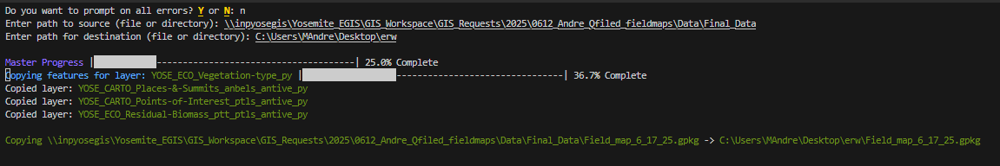 Do you want to prompt on all errors? Y or N: n
Enter path to source (file or directory): \\inpyosegis\Yosemite_EGIS\GIS_Workspace\GIS_Requests\2025\0612_Andre_Qfiled_fieldmaps\Data\Final_Data
Enter path for destination (file or directory): C:\Users\MAndre\Desktop\erw
Master Progress |-------------------------------------| 25.0% Complete
Copying features for layer: YOSE_ECO_Vegetation-type_py |-------------------------------| 36.7% Complete
Copied layer: YOSE_CARTO_Places-&-Summits_anbels_antive_py
Copied layer: YOSE_CARTO_Points-of-Interest_ptls_antive_py
Copied layer: YOSE_ECO_Residual-Biomass_ptt_ptls_antive_py
Copying \\inpyosegis\Yosemite_EGIS\GIS_Workspace\GIS_Requests\2025\0612_Andre_Qfiled_fieldmaps\Data\Final_Data\Field_map_6_17_25.gpkg -> C:\Users\MAndre\Desktop\erw\Field_map_6_17_25.gpkg